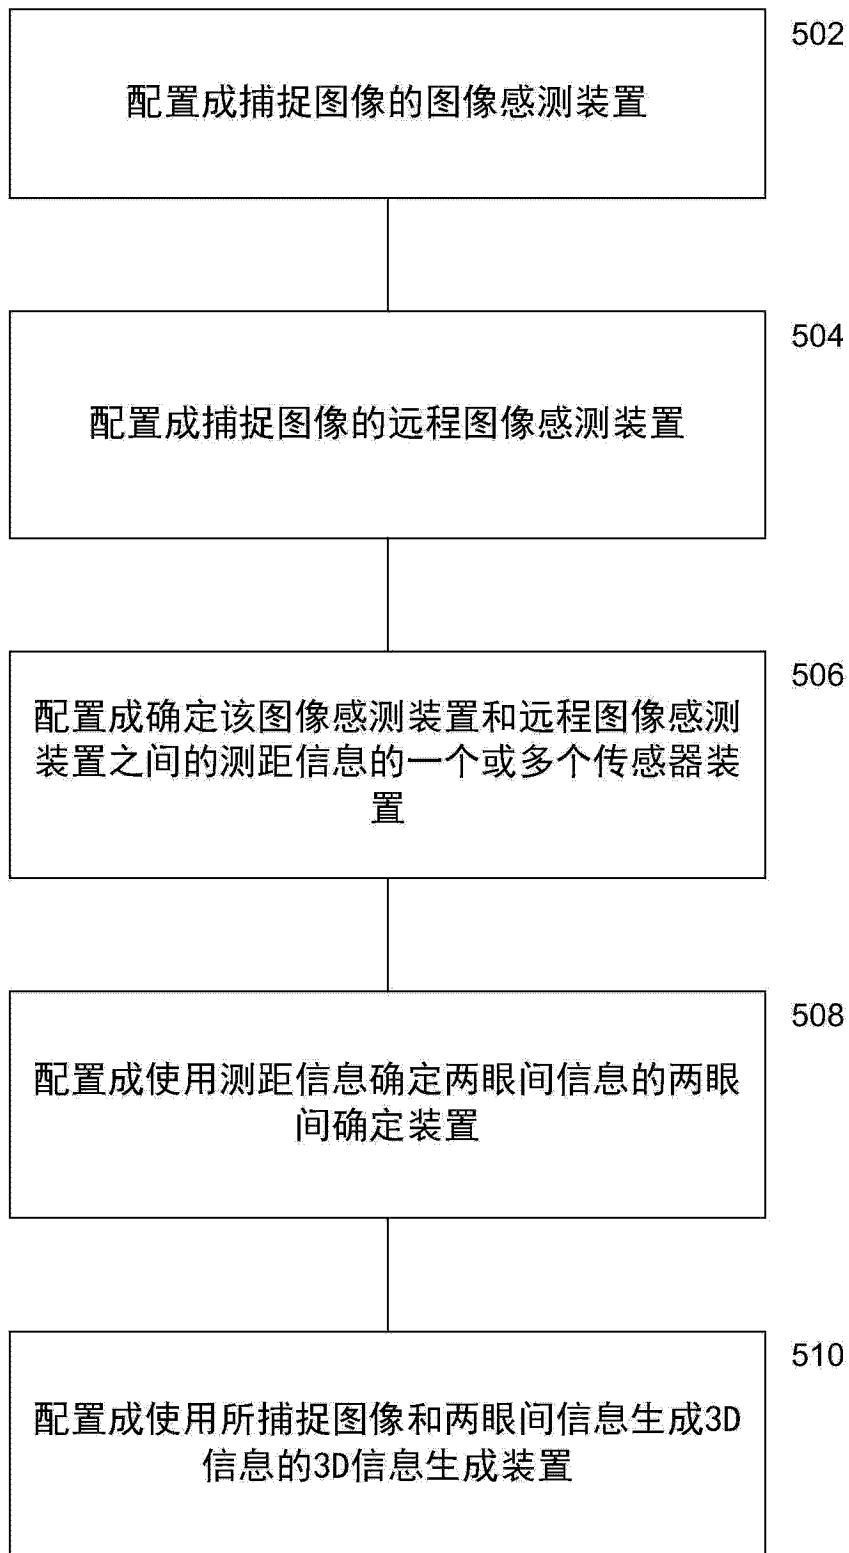 502
配置成捕捉图像的图像感测装置
504
配置成捕捉图像的远程图像感测装置
506
配置成确定该图像感测装置和远程图像感测
装置之间的测距信息的一个或多个传感器装
置
508
配置成使用测距信息确定两眼间信息的两眼
间确定装置
510
配置成使用所捕捉图像和两眼间信息生成3D
信息的3D信息生成装置